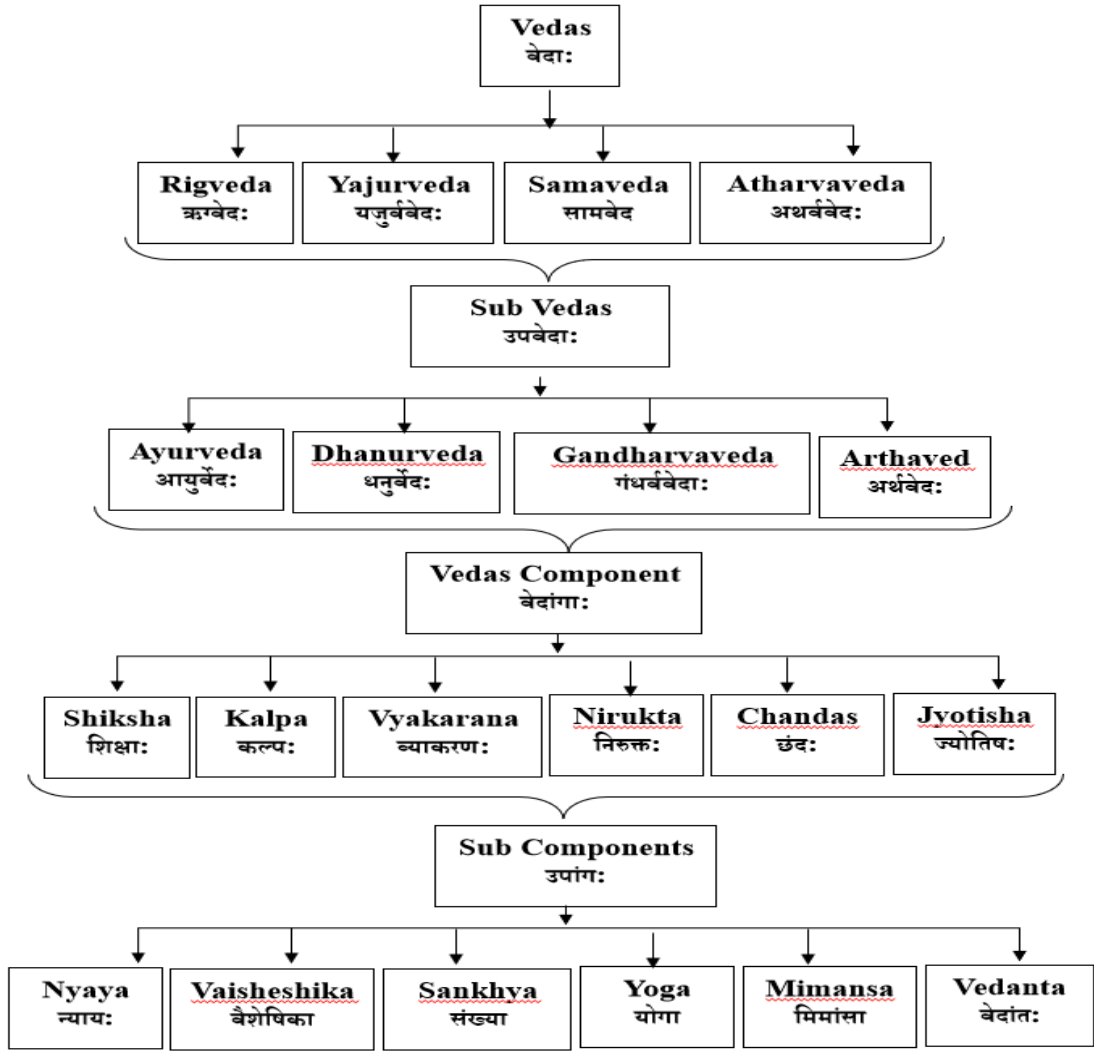 Vedas
वेदा:
Rigveda
ऋग्वेद:
Yajurveda
यजुर्ववेद:
Samaveda
सामवेद
Atharvaveda
अथर्ववेद:
Sub Vedas
उपवेदा:
Ayurveda
आयुर्वेद:
Dhanurveda
धनुर्वेद:
Gandharvaveda
गंधर्ववेदा:
Arthaved
अर्थवेद:
Vedas Component
वेदांगा:
Shiksha
शिक्षा:
Kalpa
कल्प:
Vyakarana
व्याकरण:
Nirukta
निरुक्त:
Chandas
छंद:
Jyotisha
ज्योतिष:
Sub Components
उपांग:
Nyaya
न्याय:
Vaisheshika
वैशेषिका
Sankhya
संख्या
Yoga
योगा
Mimansa
मिमांसा
Vedanta
वेदांत: